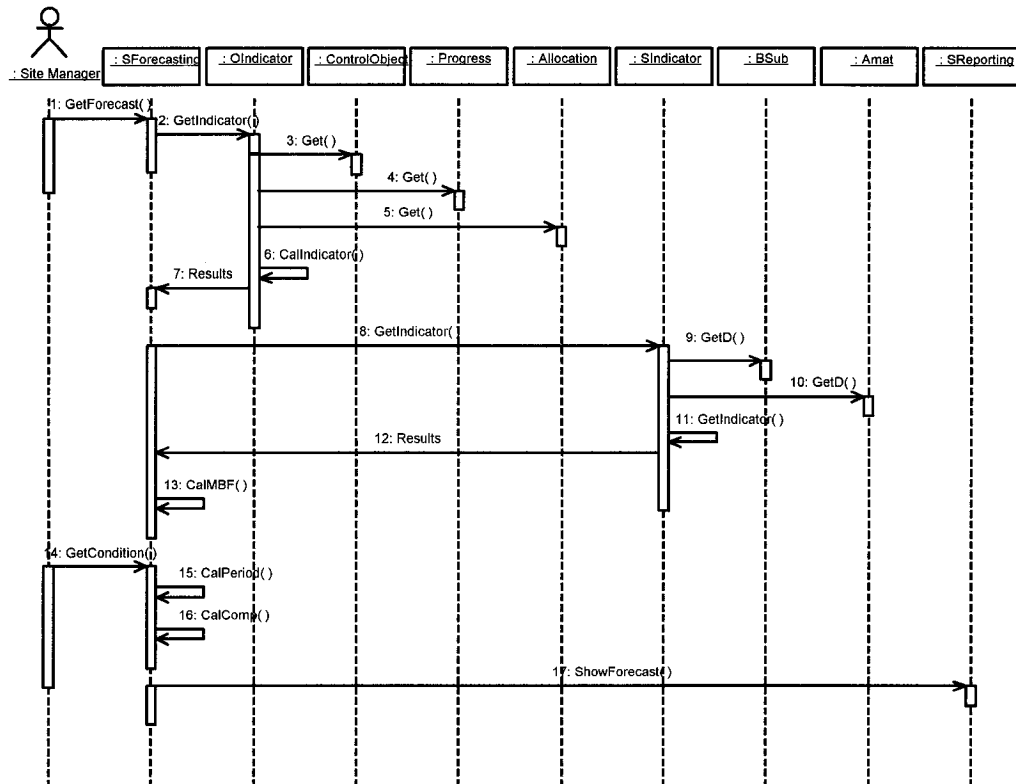 : Site Manager
: SForecasting
: OIndicator
: ControlObject
: Progress
: Allocation
: SIndicator
: BSub
: Amat
: SReporting
1: GetForecast( )
2: GetIndicator( )
3: Get( )
4: Get( )
5: Get( )
6: CalIndicator( )
7: Results
8: GetIndicator( )
9: GetD( )
10: GetD( )
11: GetIndicator( )
12: Results
13: CalMBF( )
14: GetCondition( )
15: CalPeriod( )
16: CalComp( )
17: ShowForecast( )